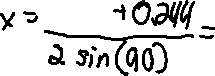 x = +0.244 / 2 sin(90) =